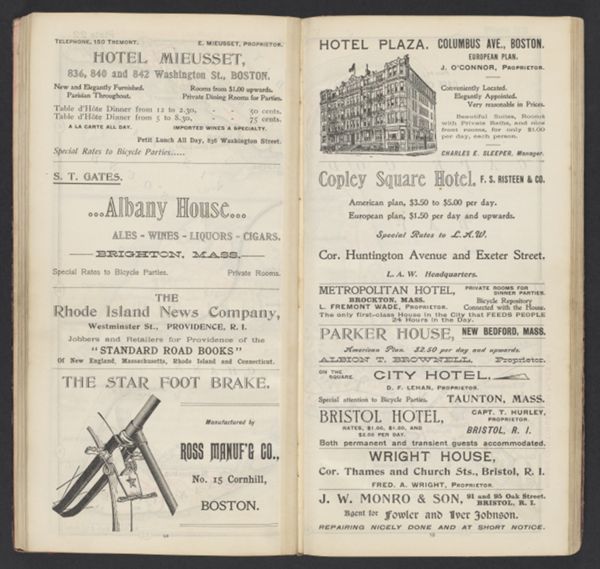 TELEPHONE, 150 TREMONT. E. MIEUSSET, PROPRIETOR.
HOTEL MIEUSSET,
836, 840 and 842 Washington St., BOSTON.
New and Elegantly Furnished. Rooms from $1.00 upwards.
Parisian Throughout. Private Dining Rooms for Parties.
Table d'Hôte Dinner from 12 to 2.30, - - 50 cents.
Table d'Hôte Dinner from 5 to 8.30, - - 75 cents.
A LA CARTE ALL DAY. IMPORTED WINES A SPECIALTY.
Petit Lunch All Day, 836 Washington Street.
Special Rates to Bicycle Parties.....
S. T. GATES.
...Albany House...
ALES - WINES - LIQUORS - CIGARS.
BRIGHTON, MASS.
Special Rates to Bicycle Parties. Private Rooms.
THE
Rhode Island News Company,
Westminster St., PROVIDENCE, R. I.
Jobbers and Retailers for Providence of the
"STANDARD ROAD BOOKS"
Of New England, Massachusetts, Rhode Island and Connecticut.
THE STAR FOOT BRAKE.
Manufactured by
ROSS MANUF'G CO.,
No. 15 Cornhill,
BOSTON.
HOTEL PLAZA. COLUMBUS AVE., BOSTON.
EUROPEAN PLAN.
J. O'CONNOR, PROPRIETOR.
Conveniently Located.
Elegantly Appointed.
Very reasonable in Prices.
Beautiful Suites, Rooms
with Private Baths, and nice
front rooms, for only $1.00
per day, each person.
CHARLES E. SLEEPER, Manager.
Copley Square Hotel. F. S. RISTEEN & CO.
American plan, $3.50 to $5.00 per day.
European plan, $1.50 per day and upwards.
Special Rates to L.A.W.
Cor. Huntington Avenue and Exeter Street.
L. A. W. Headquarters.
METROPOLITAN HOTEL, PRIVATE ROOMS FOR
DINNER PARTIES.
BROCKTON, MASS. Bicycle Repository
L. FREMONT WADE, PROPRIETOR. Connected with the House.
The only first-class House in the City that FEEDS PEOPLE
24 Hours in the Day.
PARKER HOUSE, NEW BEDFORD, MASS.
American Plan. $2.50 per day and upwards.
ALBION T. BROWNELL, Proprietor.
ON THE
SQUARE. CITY HOTEL,
D. F. LEHAN, PROPRIETOR.
Special attention to Bicycle Parties. TAUNTON, MASS.
BRISTOL HOTEL, CAPT. T. HURLEY,
PROPRIETOR.
RATES, $1.00, $1.50, AND
$2.00 PER DAY. BRISTOL, R. I.
Both permanent and transient guests accommodated.
WRIGHT HOUSE,
Cor. Thames and Church Sts., Bristol, R. I.
FRED. A. WRIGHT, PROPRIETOR.
J. W. MONRO & SON, 91 and 95 Oak Street.
BRISTOL, R. I.
Agent for Fowler and Iver Johnson.
REPAIRING NICELY DONE AND AT SHORT NOTICE.